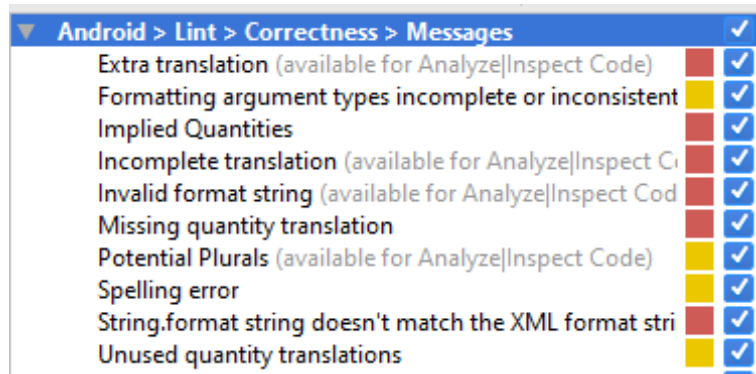 Android > Lint > Correctness > Messages
Extra translation (available for Analyze|Inspect Code)
Formatting argument types incomplete or inconsistent
Implied Quantities
Incomplete translation (available for Analyze|Inspect
Invalid format string (available for Analyze|Inspect Cod
Missing quantity translation
Potential Plurals (available for Analyze|Inspect Code)
Spelling error
String.format string doesn't match the XML format stri
Unused quantity translations